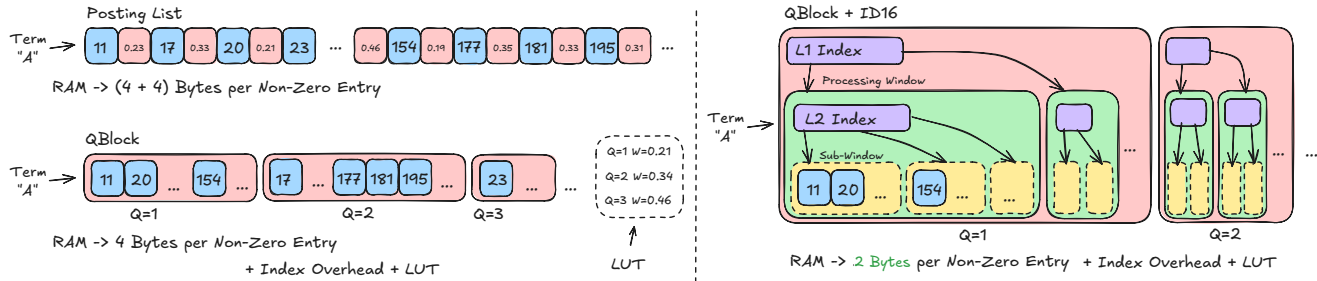 Posting List
Term
"A"
11 0.23 17 0.33 20 0.21 23 ... 0.46 154 0.19 177 0.35 181 0.33 195 0.31 ...
RAM -> (4 + 4) Bytes per Non-Zero Entry
QBlock
Term
"A"
11 20 ... 154 ... 17 ... 177 181 195 ... 23 ... ...
Q=1 Q=2 Q=3
Q=1 W=0.21
Q=2 W=0.34
Q=3 W=0.46
LUT
RAM -> 4 Bytes per Non-Zero Entry
+ Index Overhead + LUT
QBlock + ID16
L1 Index
Processing Window
Term
"A"
L2 Index
Sub-Window
11 20 ... 154 ... ... ... ... ...
Q=1 Q=2
RAM -> 2 Bytes per Non-Zero Entry + Index Overhead + LUT